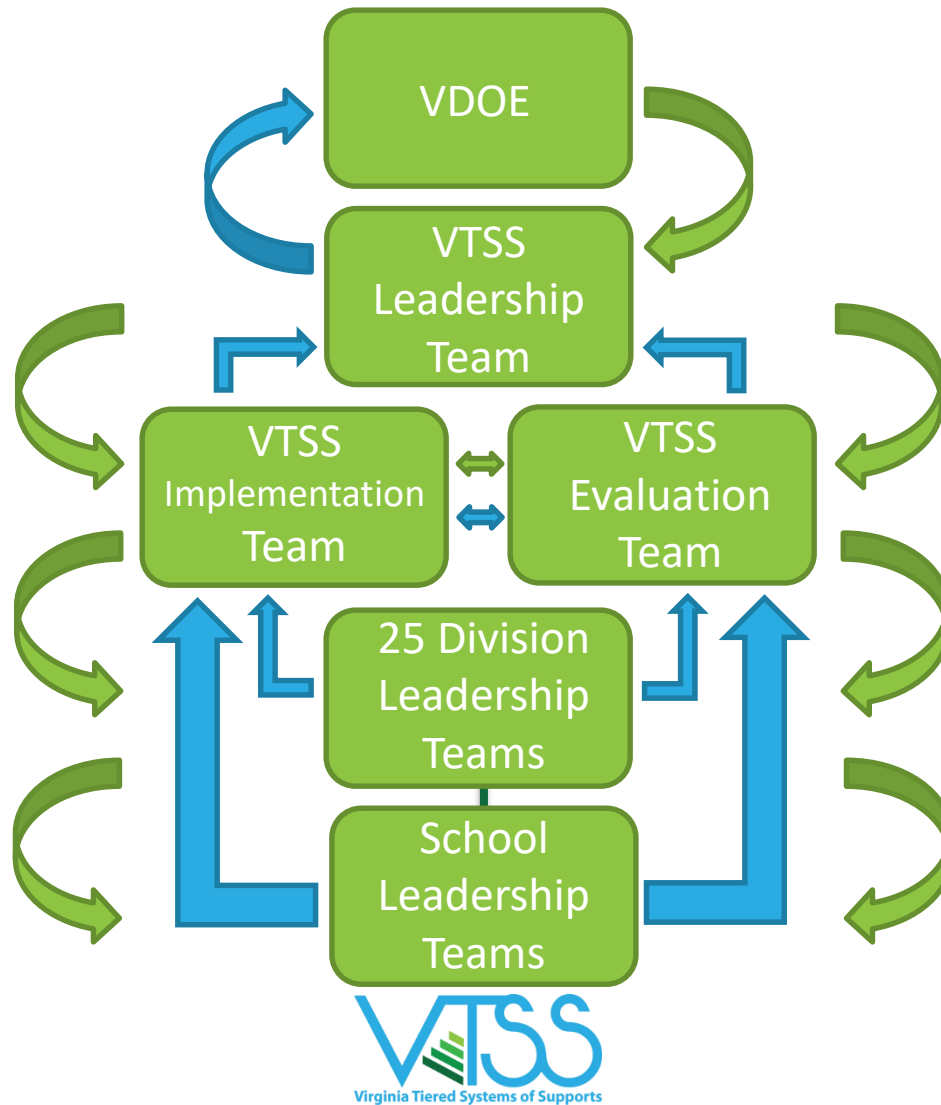 VDOE
VTSS
Leadership
Team
VTSS
Implementation
Team
VTSS
Evaluation
Team
25 Division
Leadership
Teams
School
Leadership
Teams
VTSS
Virginia Tiered Systems of Supports